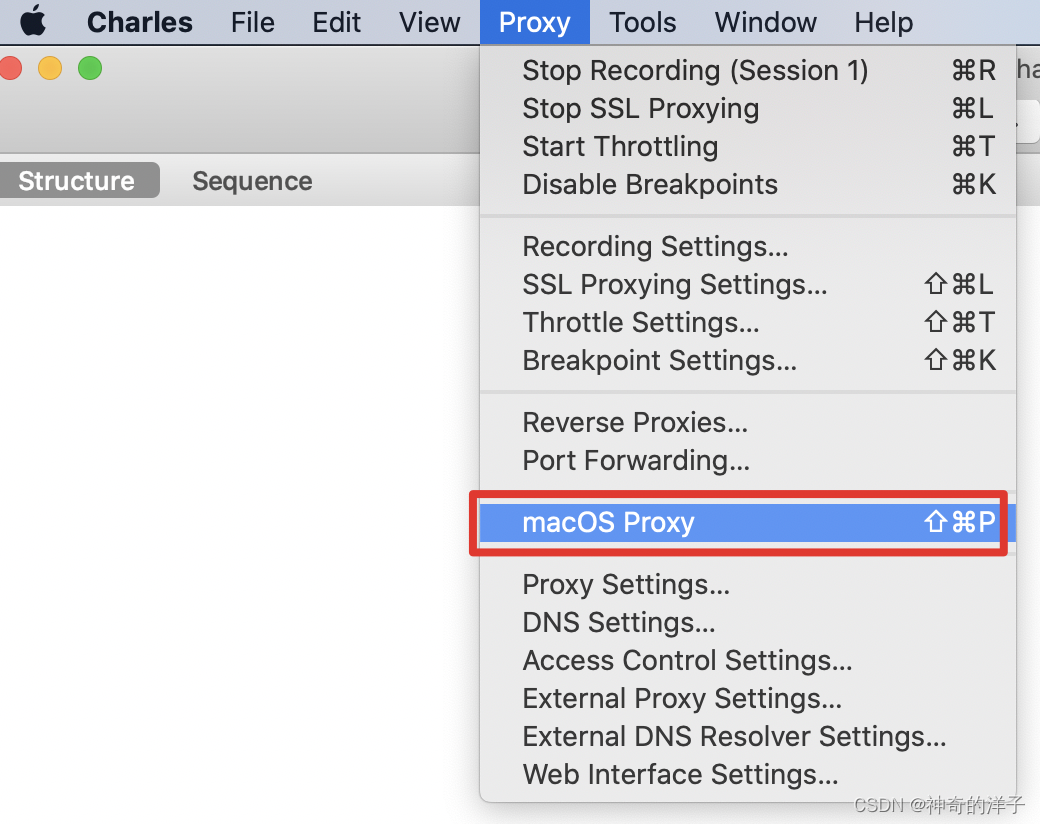 Charles File Edit View Proxy Tools Window Help
Stop Recording (Session 1) ⌘R
Stop SSL Proxying ⌘L
Start Throttling ⌘T
Disable Breakpoints ⌘K
Structure Sequence
Recording Settings...
SSL Proxying Settings... ⇧⌘L
Throttle Settings... ⇧⌘T
Breakpoint Settings... ⇧⌘K
Reverse Proxies...
Port Forwarding...
macOS Proxy ⇧⌘P
Proxy Settings...
DNS Settings...
Access Control Settings...
External Proxy Settings...
External DNS Resolver Settings...
Web Interface Settings...
CSDN @神奇的洋子